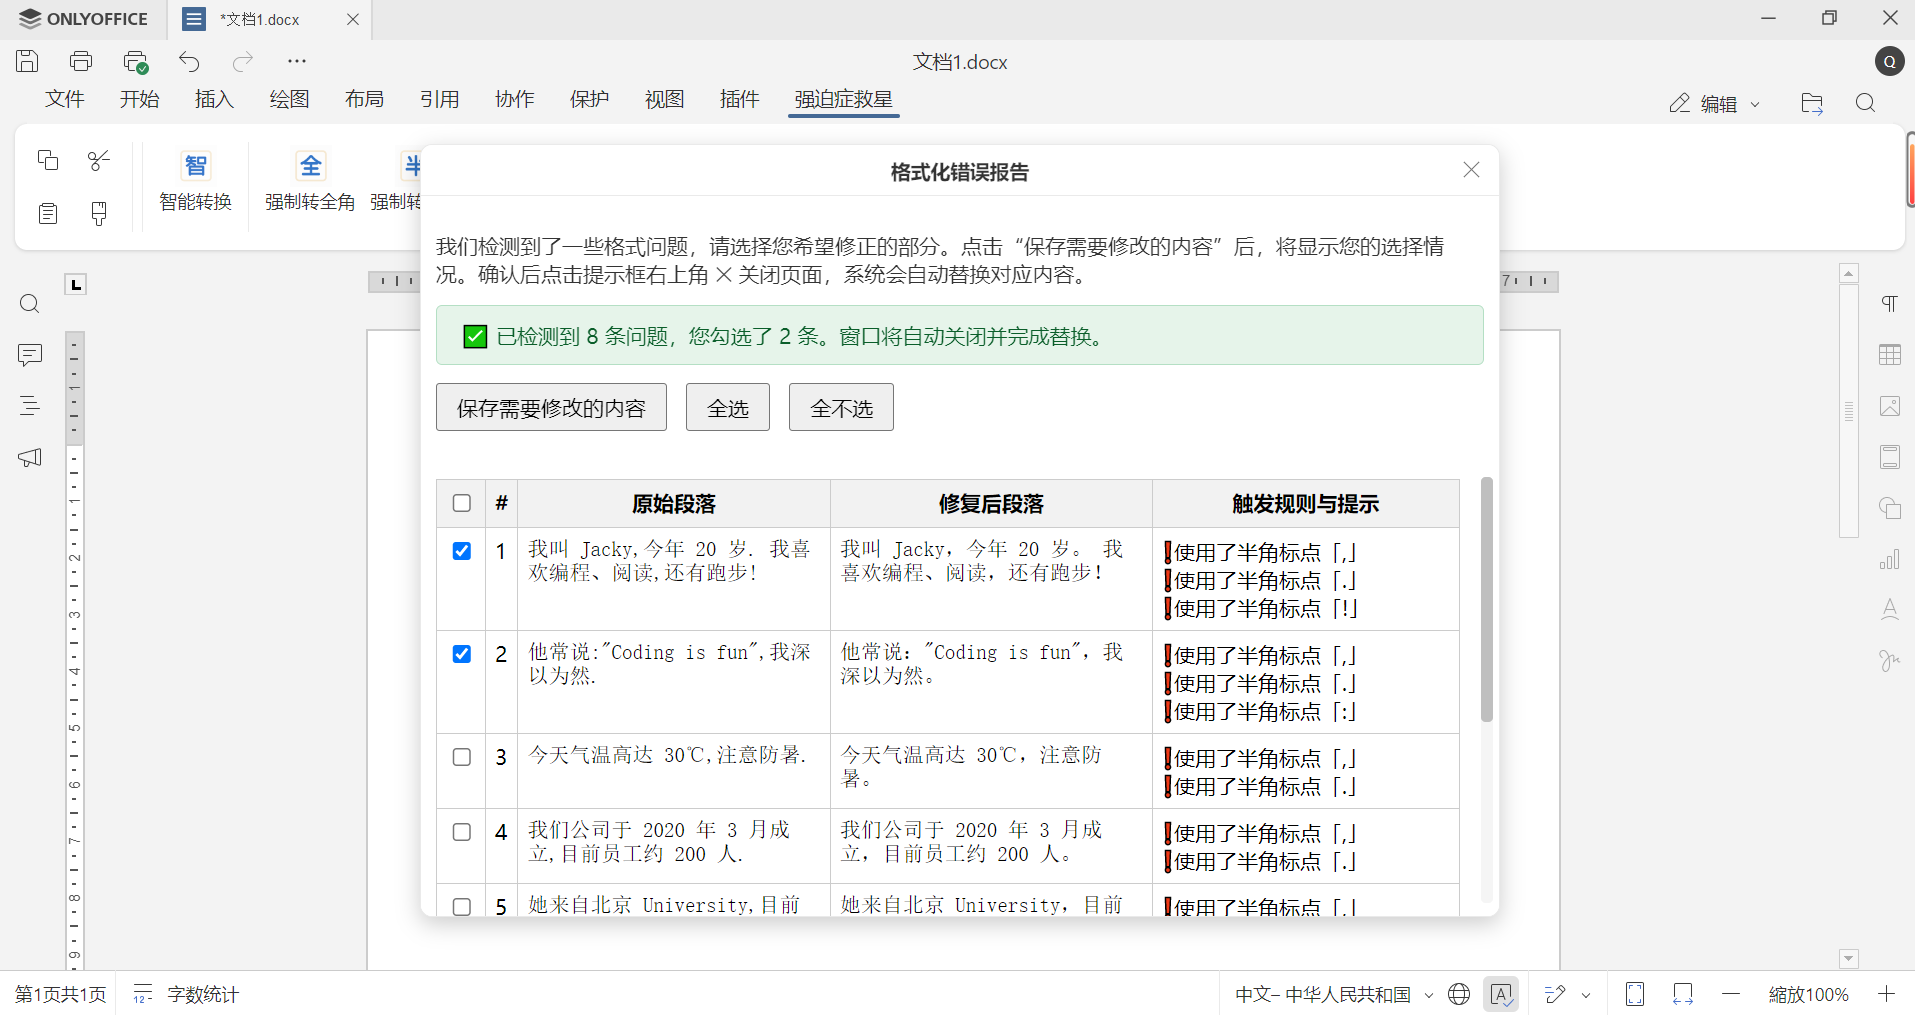 ONLYOFFICE
*文档1.docx
文档1.docx
Q
文件 开始 插入 绘图 布局 引用 协作 保护 视图 插件 强迫症救星
编辑
智 全 半
智能转换 强制转全角 强制转
格式化错误报告
我们检测到了一些格式问题，请选择您希望修正的部分。点击“保存需要修改的内容”后，将显示您的选择情
况。确认后点击提示框右上角 × 关闭页面，系统会自动替换对应内容。
✅ 已检测到 8 条问题，您勾选了 2 条。窗口将自动关闭并完成替换。
保存需要修改的内容 全选 全不选
# 原始段落 修复后段落 触发规则与提示
1
我叫 Jacky,今年 20 岁. 我喜
欢编程、阅读,还有跑步!
我叫 Jacky，今年 20 岁。 我
喜欢编程、阅读，还有跑步！
❗使用了半角标点「,」
❗使用了半角标点「.」
❗使用了半角标点「!」
2
他常说:"Coding is fun",我深
以为然.
他常说："Coding is fun"，我
深以为然。
❗使用了半角标点「,」
❗使用了半角标点「.」
❗使用了半角标点「:」
3
今天气温高达 30℃,注意防暑.
今天气温高达 30℃，注意防
暑。
❗使用了半角标点「,」
❗使用了半角标点「.」
4
我们公司于 2020 年 3 月成
立,目前员工约 200 人.
我们公司于 2020 年 3 月成
立，目前员工约 200 人。
❗使用了半角标点「,」
❗使用了半角标点「.」
5
她来自北京 University,目前
她来自北京 University，目前
❗使用了半角标点「,」
7
1
1
2
3
4
5
6
7
8
9
第1页共1页 字数统计 中文– 中华人民共和国 縮放100%